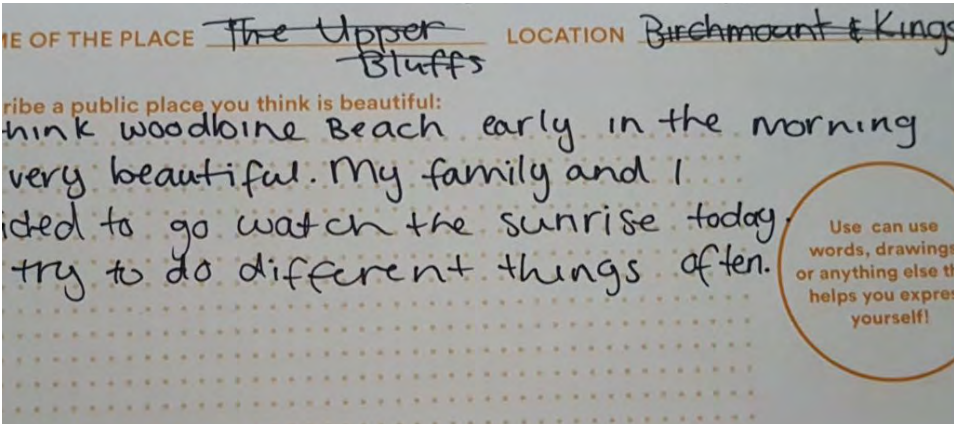 ME OF THE PLACE The Upper Bluffs LOCATION Birchmount & Kings
ribe a public place you think is beautiful:
hink woodbine Beach early in the morning
very beautiful. My family and I
ided to go watch the sunrise today,
try to do different things often.
Use can use
words, drawings
or anything else th
helps you expres
yourself!